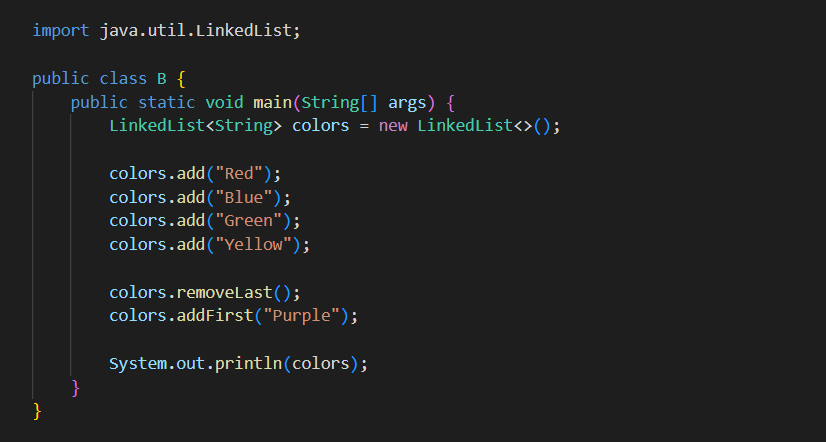 import java.util.LinkedList;
public class B {
public static void main(String[] args) {
LinkedList<String> colors = new LinkedList<>();
colors.add("Red");
colors.add("Blue");
colors.add("Green");
colors.add("Yellow");
colors.removeLast();
colors.addFirst("Purple");
System.out.println(colors);
}
}